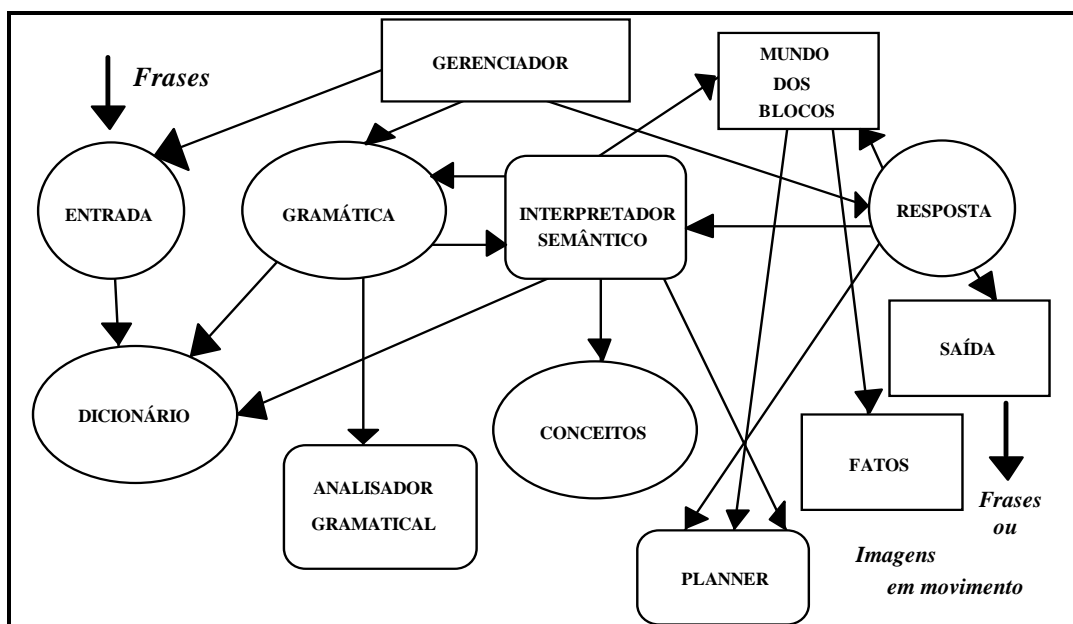 Frases
GERENCIADOR
MUNDO
DOS
BLOCOS
ENTRADA
GRAMÁTICA
INTERPRETADOR
SEMÂNTICO
RESPOSTA
SAÍDA
DICIONÁRIO
CONCEITOS
FATOS
ANALISADOR
GRAMATICAL
PLANNER
Frases
ou
Imagens
em movimento